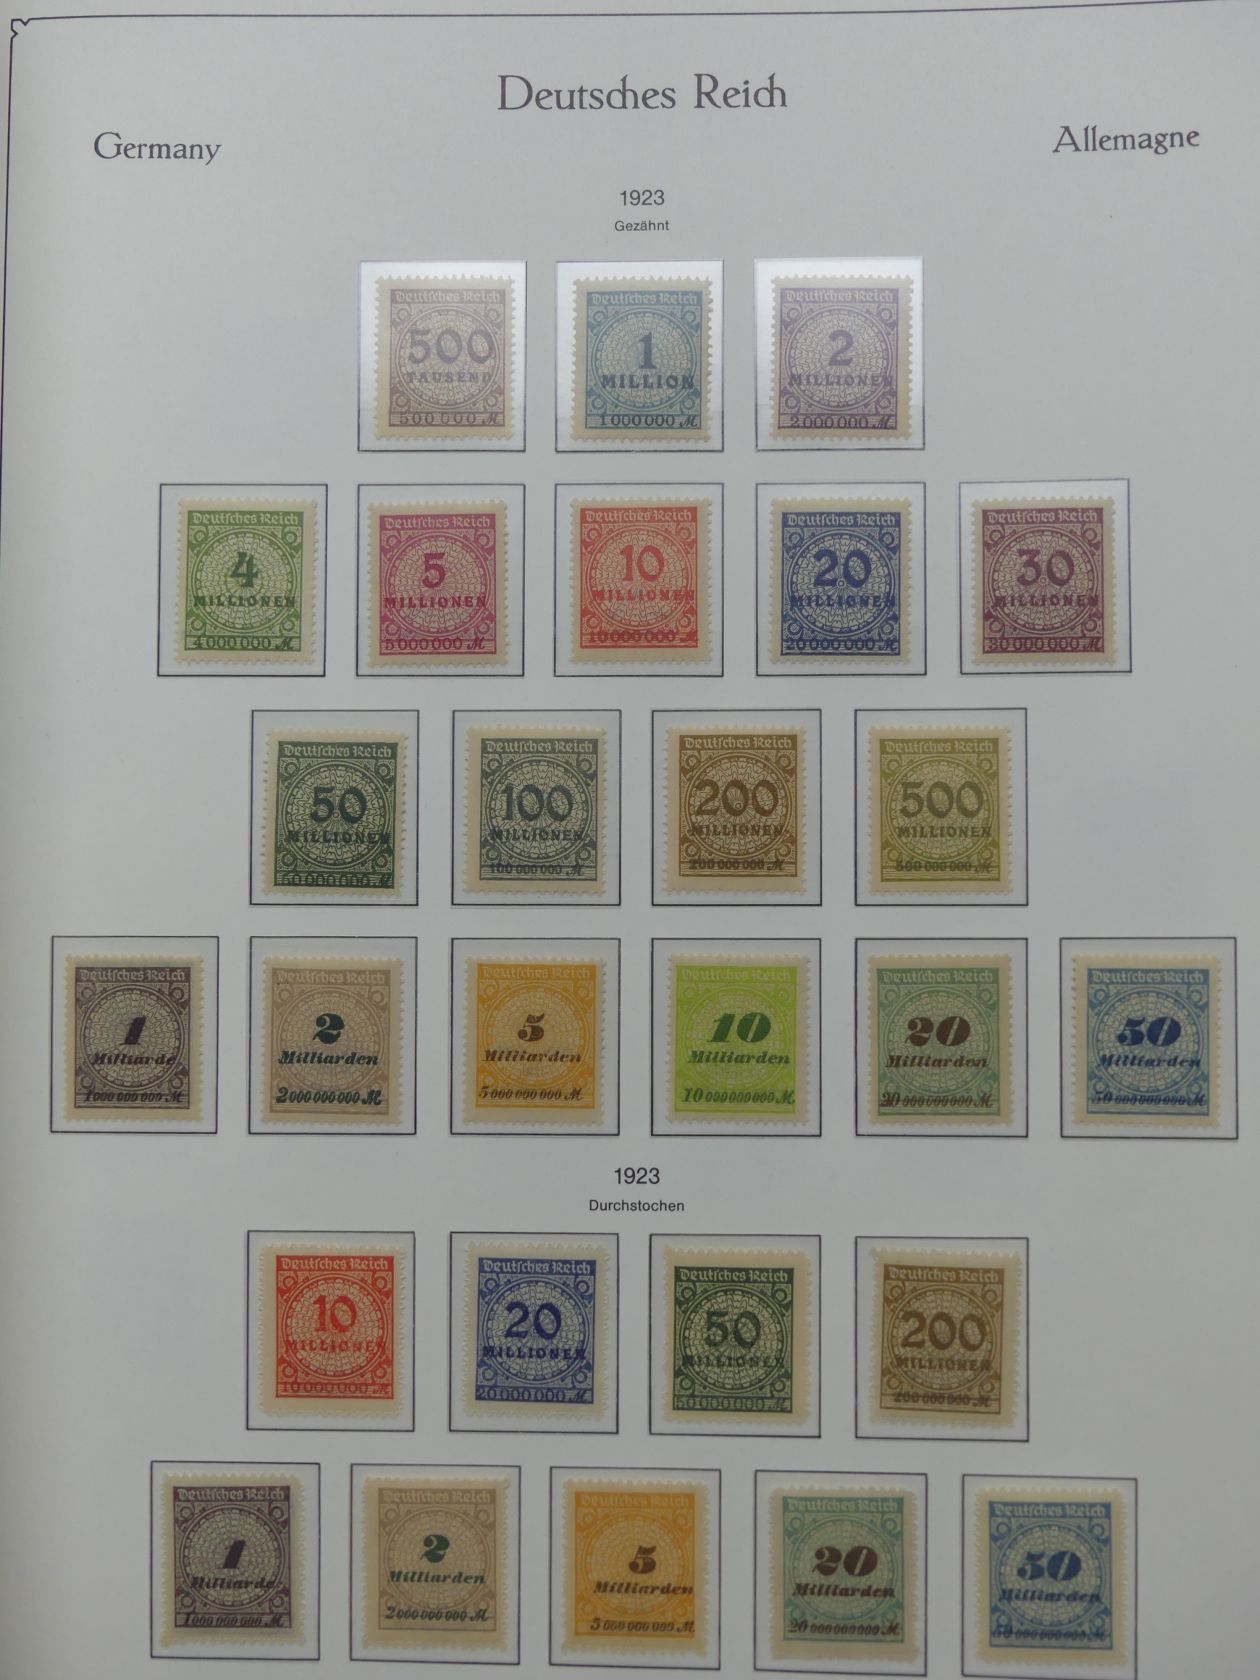 Deutsches Reich
Germany
Allemagne
1923
Gezähnt
Deutsches Reich
500
TAUSEND
500 000 M
Deutsches Reich
1
MILLION
1 000 000 M
Deutsches Reich
2
MILLIONEN
2 000 000 M
Deutsches Reich
4
MILLIONEN
4 000 000 M
Deutsches Reich
5
MILLIONEN
5 000 000 M
Deutsches Reich
10
MILLIONEN
10 000 000 M
Deutsches Reich
20
MILLIONEN
20 000 000 M
Deutsches Reich
30
MILLIONEN
30 000 000 M
Deutsches Reich
50
MILLIONEN
50 000 000 M
Deutsches Reich
100
MILLIONEN
100 000 000 M
Deutsches Reich
200
MILLIONEN
200 000 000 M
Deutsches Reich
500
MILLIONEN
500 000 000 M
Deutsches Reich
1
Milliarde
1 000 000 000 M
Deutsches Reich
2
Milliarden
2 000 000 000 M
Deutsches Reich
5
Milliarden
5 000 000 000 M
Deutsches Reich
10
Milliarden
10 000 000 000 M
Deutsches Reich
20
Milliarden
20 000 000 000 M
Deutsches Reich
50
Milliarden
50 000 000 000 M
1923
Durchstochen
Deutsches Reich
10
MILLIONEN
10 000 000 M
Deutsches Reich
20
MILLIONEN
20 000 000 M
Deutsches Reich
50
MILLIONEN
50 000 000 M
Deutsches Reich
200
MILLIONEN
200 000 000 M
Deutsches Reich
1
Milliarde
1 000 000 000 M
Deutsches Reich
2
Milliarden
2 000 000 000 M
Deutsches Reich
5
Milliarden
5 000 000 000 M
Deutsches Reich
20
Milliarden
20 000 000 000 M
Deutsches Reich
50
Milliarden
50 000 000 000 M